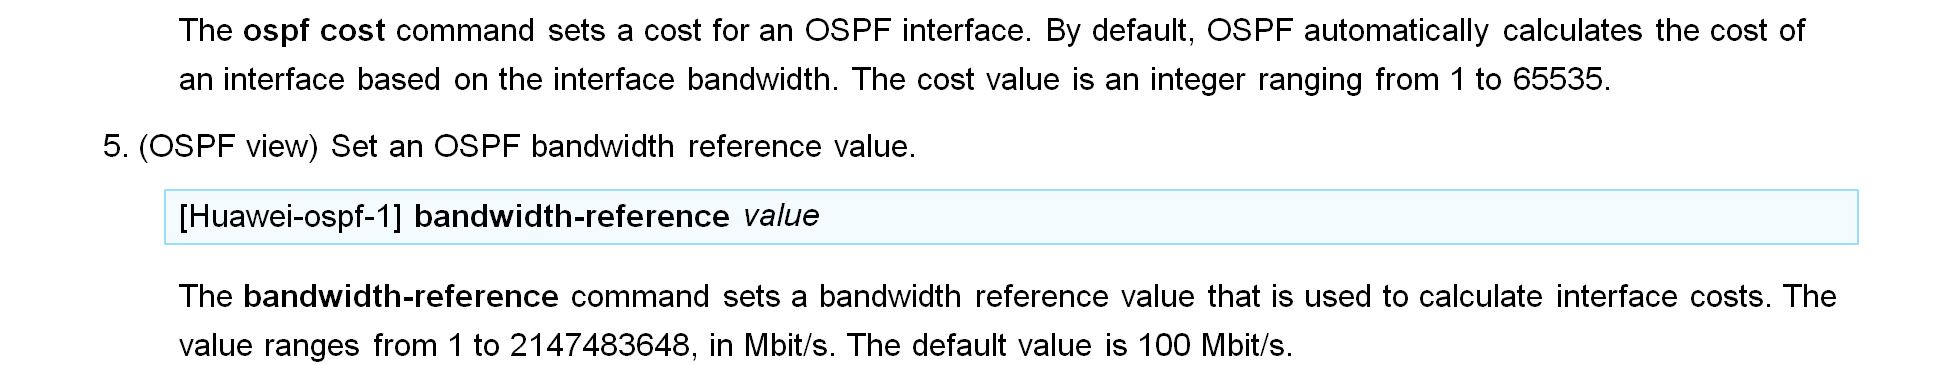 The ospf cost command sets a cost for an OSPF interface. By default, OSPF automatically calculates the cost of
an interface based on the interface bandwidth. The cost value is an integer ranging from 1 to 65535.
5. (OSPF view) Set an OSPF bandwidth reference value.
[Huawei-ospf-1] bandwidth-reference value
The bandwidth-reference command sets a bandwidth reference value that is used to calculate interface costs. The
value ranges from 1 to 2147483648, in Mbit/s. The default value is 100 Mbit/s.